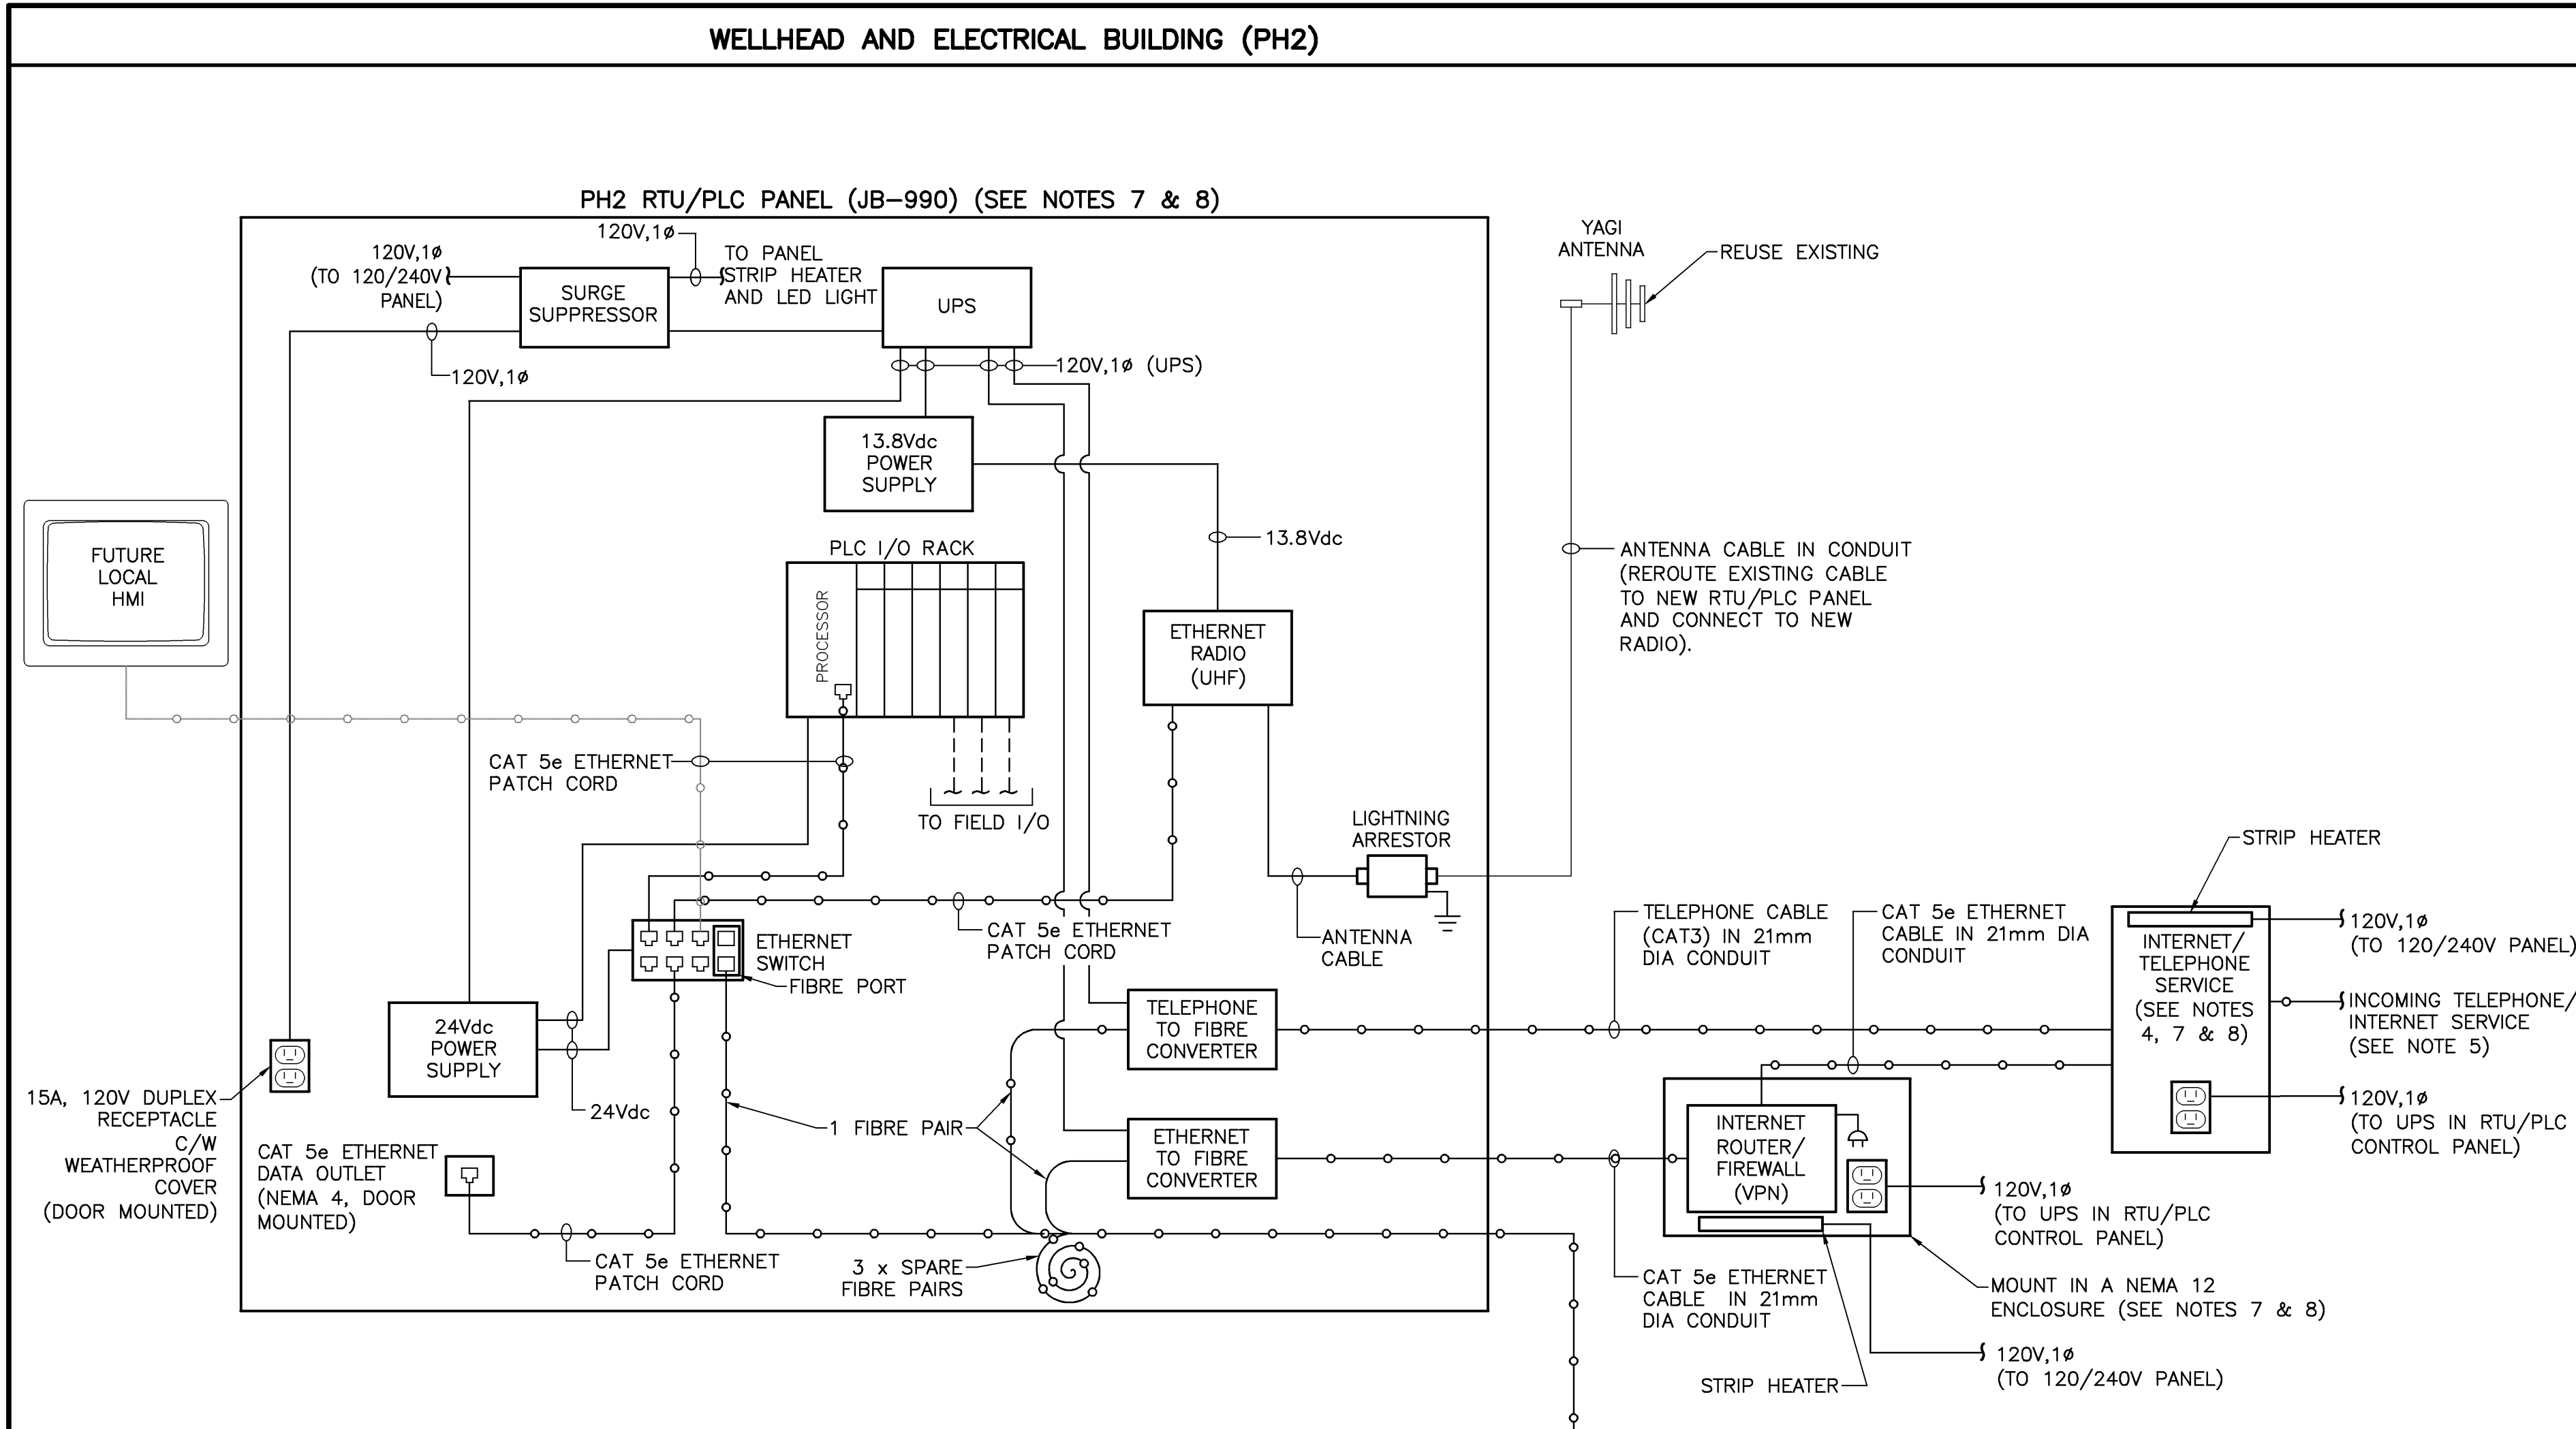 WELLHEAD AND ELECTRICAL BUILDING (PH2)
PH2 RTU/PLC PANEL (JB-990) (SEE NOTES 7 & 8)
120V,1ø
(TO 120/240V
PANEL)
120V,1ø
TO PANEL
STRIP HEATER
AND LED LIGHT
SURGE
SUPPRESSOR
UPS
120V,1ø
120V,1ø (UPS)
YAGI
ANTENNA
REUSE EXISTING
13.8Vdc
POWER
SUPPLY
13.8Vdc
FUTURE
LOCAL
HMI
PLC I/O RACK
PROCESSOR
ETHERNET
RADIO
(UHF)
ANTENNA CABLE IN CONDUIT
(REROUTE EXISTING CABLE
TO NEW RTU/PLC PANEL
AND CONNECT TO NEW
RADIO).
CAT 5e ETHERNET
PATCH CORD
TO FIELD I/O
LIGHTNING
ARRESTOR
ANTENNA
CABLE
CAT 5e ETHERNET
PATCH CORD
ETHERNET
SWITCH
FIBRE PORT
24Vdc
POWER
SUPPLY
24Vdc
TELEPHONE
TO FIBRE
CONVERTER
ETHERNET
TO FIBRE
CONVERTER
1 FIBRE PAIR
3 x SPARE
FIBRE PAIRS
15A, 120V DUPLEX
RECEPTACLE
C/W
WEATHERPROOF
COVER
(DOOR MOUNTED)
CAT 5e ETHERNET
DATA OUTLET
(NEMA 4, DOOR
MOUNTED)
CAT 5e ETHERNET
PATCH CORD
TELEPHONE CABLE
(CAT3) IN 21mm
DIA CONDUIT
CAT 5e ETHERNET
CABLE IN 21mm DIA
CONDUIT
STRIP HEATER
INTERNET/
TELEPHONE
SERVICE
(SEE NOTES
4, 7 & 8)
120V,1ø
(TO 120/240V PANEL)
INCOMING TELEPHONE/
INTERNET SERVICE
(SEE NOTE 5)
120V,1ø
(TO UPS IN RTU/PLC
CONTROL PANEL)
INTERNET
ROUTER/
FIREWALL
(VPN)
120V,1ø
(TO UPS IN RTU/PLC
CONTROL PANEL)
CAT 5e ETHERNET
CABLE IN 21mm
DIA CONDUIT
MOUNT IN A NEMA 12
ENCLOSURE (SEE NOTES 7 & 8)
STRIP HEATER
120V,1ø
(TO 120/240V PANEL)